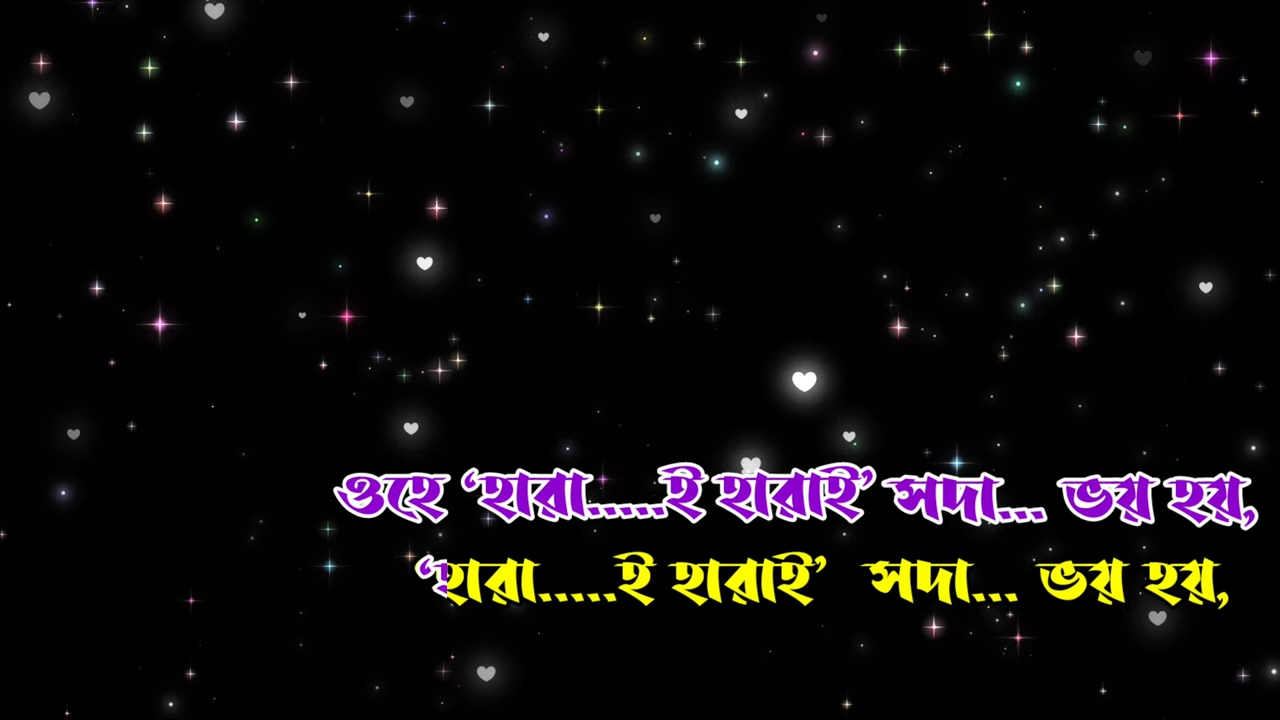 ওহে ‘হারা.....ই হারাই’ সদা... ভয় হয়,
‘হারা.....ই হারাই’ সদা... ভয় হয়,